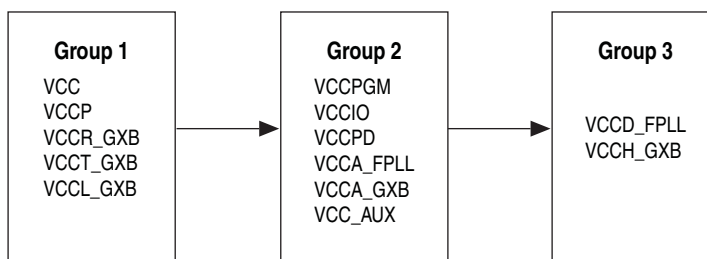 Group 1
VCC
VCCP
VCCR_GXB
VCCT_GXB
VCCL_GXB
Group 2
VCCPGM
VCCIO
VCCPD
VCCA_FPLL
VCCA_GXB
VCC_AUX
Group 3
VCCD_FPLL
VCCH_GXB